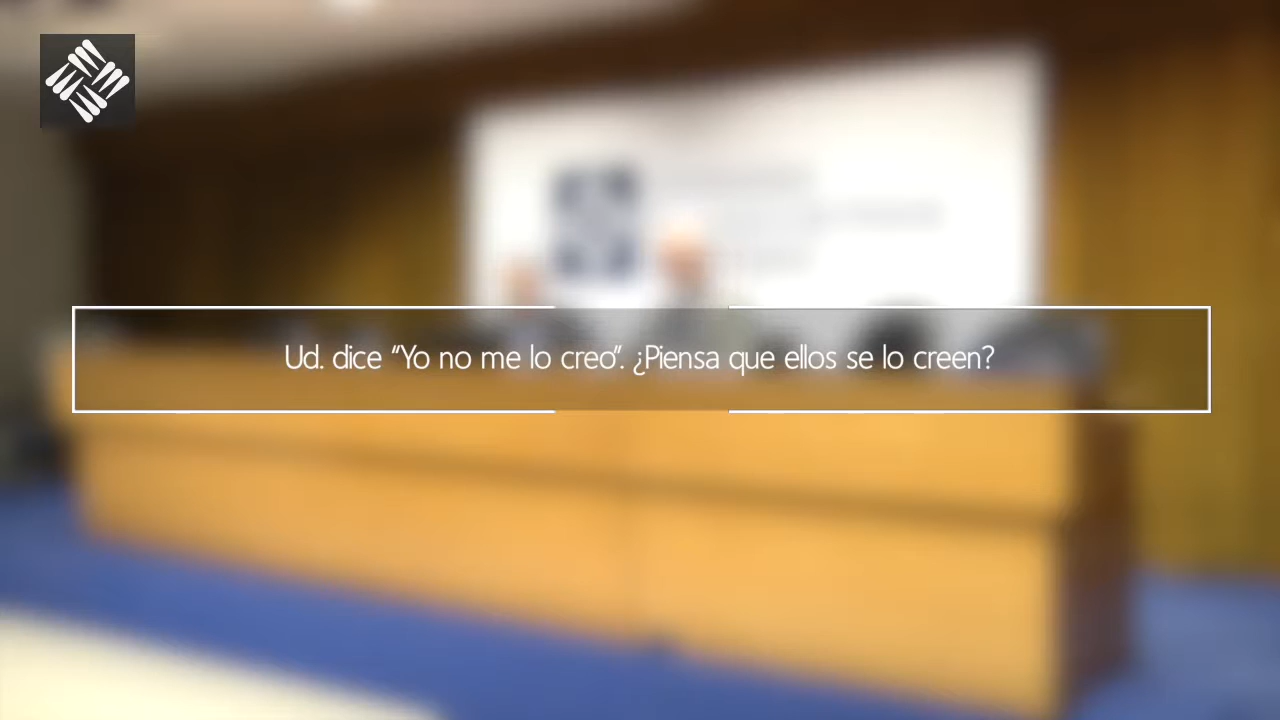 Ud. dice “Yo no me lo creo”. ¿Piensa que ellos se lo creen?